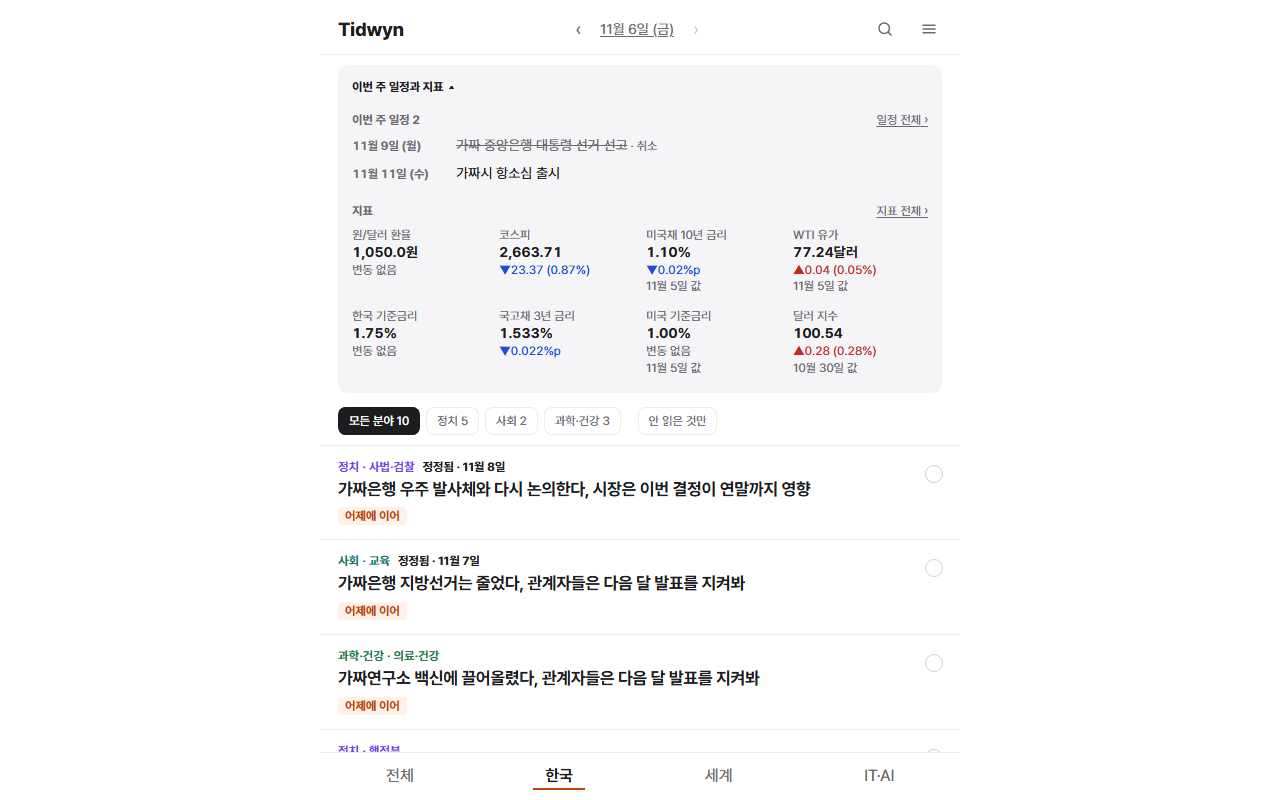 Tidwyn
‹ 11월 6일 (금) ›
이번 주 일정과 지표 ▲
이번 주 일정 2
일정 전체 ›
11월 9일 (월) 가짜 중앙은행 대통령 선거 선고 · 취소
11월 11일 (수) 가짜시 항소심 출시
지표
지표 전체 ›
원/달러 환율
1,050.0원
변동 없음
코스피
2,663.71
▼23.37 (0.87%)
미국채 10년 금리
1.10%
▼0.02%p
11월 5일 값
WTI 유가
77.24달러
▲0.04 (0.05%)
11월 5일 값
한국 기준금리
1.75%
변동 없음
국고채 3년 금리
1.533%
▼0.022%p
미국 기준금리
1.00%
변동 없음
11월 5일 값
달러 지수
100.54
▲0.28 (0.28%)
10월 30일 값
모든 분야 10 정치 5 사회 2 과학·건강 3 안 읽은 것만
정치 · 사법·검찰 정정됨 · 11월 8일
가짜은행 우주 발사체와 다시 논의한다, 시장은 이번 결정이 연말까지 영향
어제에 이어
사회 · 교육 정정됨 · 11월 7일
가짜은행 지방선거는 줄었다, 관계자들은 다음 달 발표를 지켜봐
어제에 이어
과학·건강 · 의료·건강
가짜연구소 백신에 끌어올렸다, 관계자들은 다음 달 발표를 지켜봐
어제에 이어
정치 · 행정부
전체 한국 세계 IT·AI